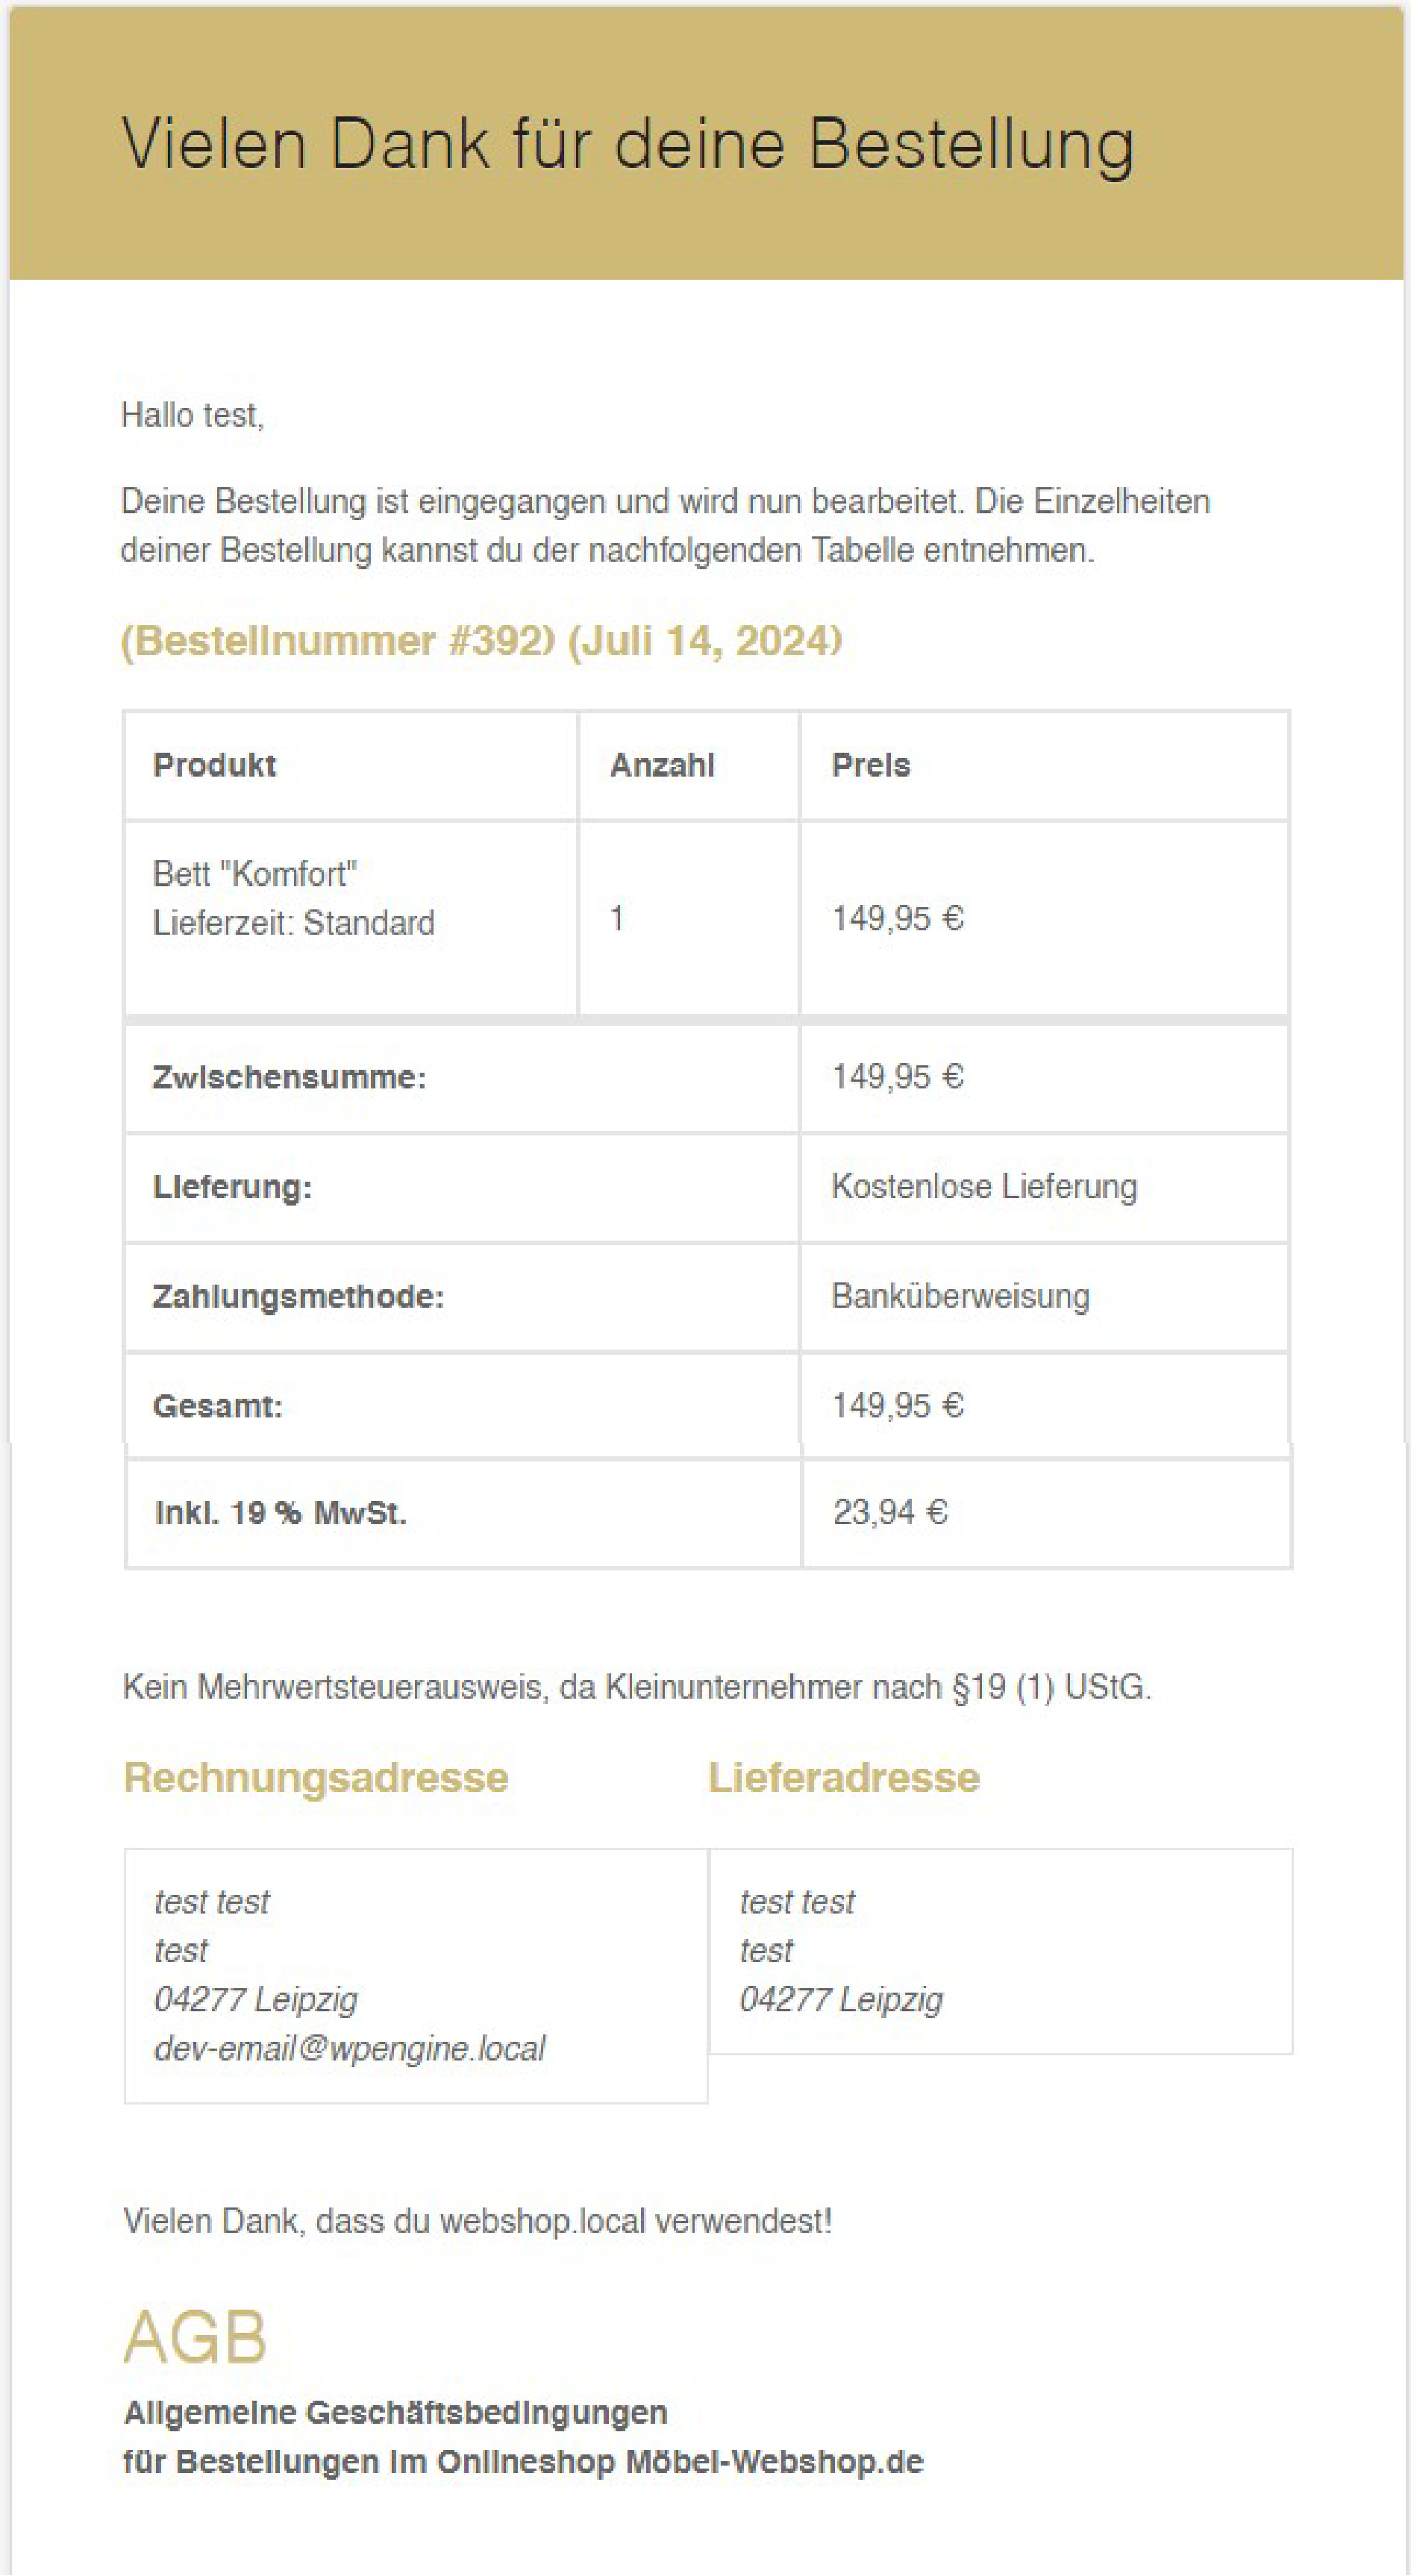 Vielen Dank für deine Bestellung
Hallo test,
Deine Bestellung ist eingegangen und wird nun bearbeitet. Die Einzelheiten
deiner Bestellung kannst du der nachfolgenden Tabelle entnehmen.
(Bestellnummer #392) (Juli 14, 2024)
Produkt Anzahl Preis
Bett "Komfort"
Lieferzeit: Standard
1 149,95 €
Zwischensumme: 149,95 €
Lieferung: Kostenlose Lieferung
Zahlungsmethode: Banküberweisung
Gesamt: 149,95 €
Inkl. 19 % MwSt. 23,94 €
Kein Mehrwertsteuerausweis, da Kleinunternehmer nach §19 (1) UStG.
Rechnungsadresse
test test
test
04277 Leipzig
dev-email@wpengine.local
Lieferadresse
test test
test
04277 Leipzig
Vielen Dank, dass du webshop.local verwendest!
AGB
Allgemeine Geschäftsbedingungen
für Bestellungen im Onlineshop Möbel-Webshop.de